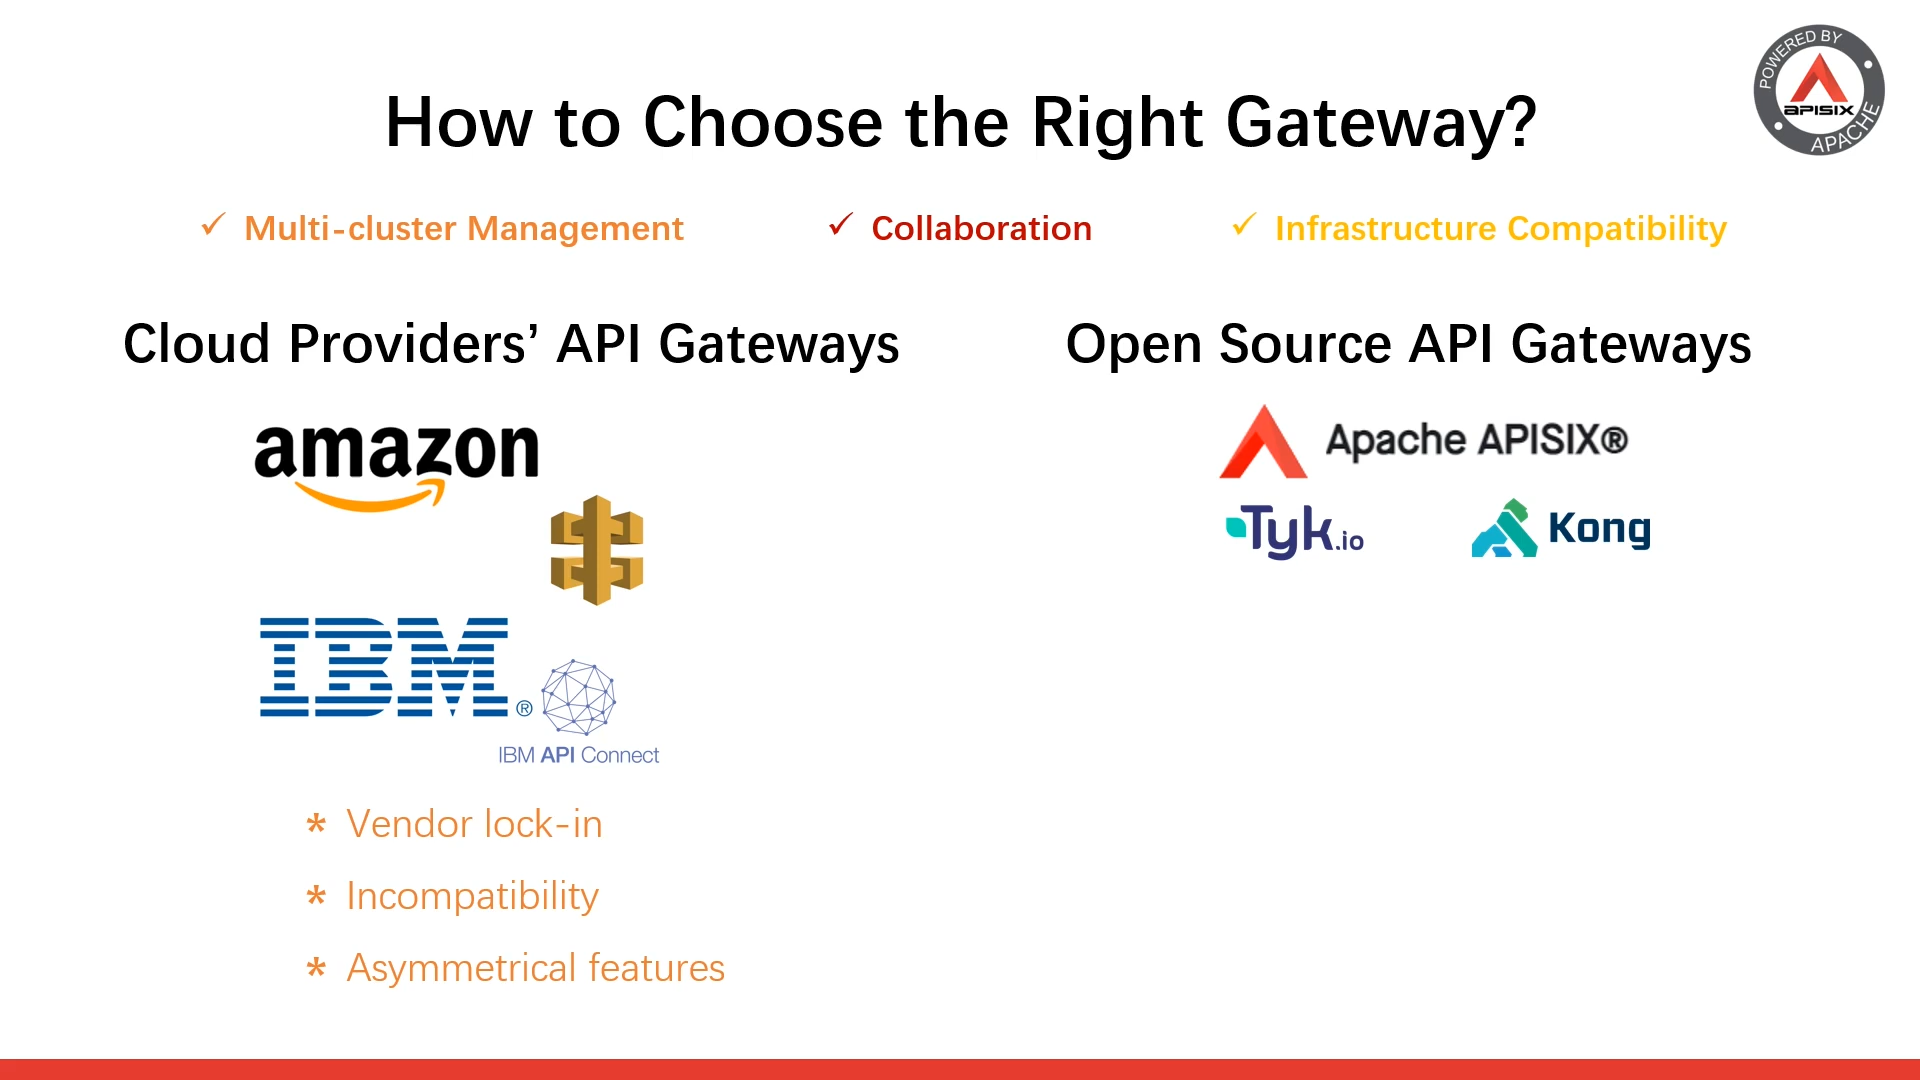 POWERED BY
APISIX
APACHE
How to Choose the Right Gateway?
✓ Multi-cluster Management
✓ Collaboration
✓ Infrastructure Compatibility
Cloud Providers’ API Gateways
amazon
IBM®
IBM API Connect
* Vendor lock-in
* Incompatibility
* Asymmetrical features
Open Source API Gateways
Apache APISIX®
Tyk.io
Kong